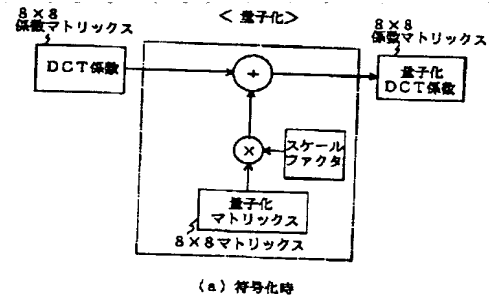 8×8
係数マトリックス
DCT係数
<量子化>
8×8
係数マトリックス
量子化
DCT係数
÷
×
スケール
ファクタ
量子化
マトリックス
8×8マトリックス
(a) 符号化時